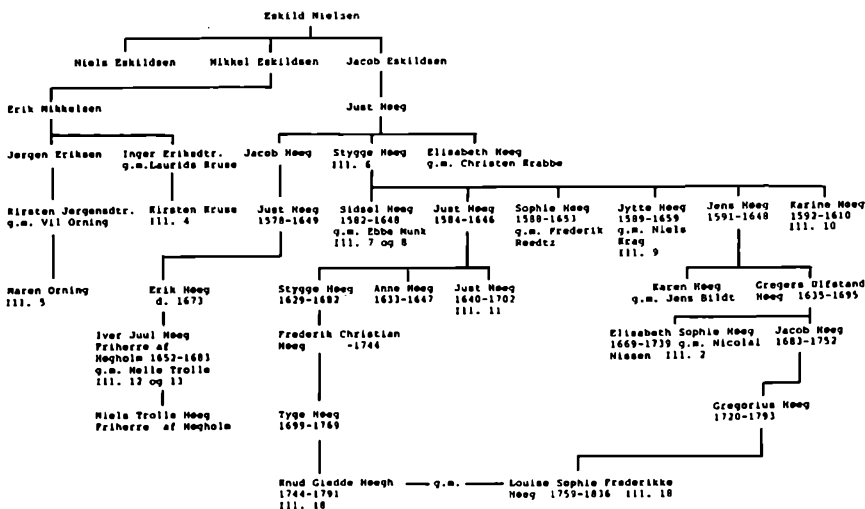 Eskild Nielsen
Niels Eskildsen Mikkel Eskildsen Jacob Eskildsen
Erik Mikkelsen Just Høeg
Jørgen Eriksen Inger Eriksdtr. Jacob Høeg Stygge Høeg Elisabeth Høeg
g.m. Laurids Kruse Ill. 6 g.m. Christen Krabbe
Kirsten Jørgensdtr. Kirsten Kruse Just Høeg Sidsel Høeg Just Høeg Sophie Høeg Jytte Høeg Jens Høeg Karine Høeg
g.m. Vil Orning Ill. 4 1578-1649 1582-1648 1584-1646 1588-1653 1589-1659 1591-1648 1592-1610
g.m. Ebbe Munk g.m. Frederik g.m. Niels Ill. 10
Ill. 7 og 8 Reedtz Krag
Ill. 9
Maren Orning Erik Høeg Stygge Høeg Anne Høeg Just Høeg Karen Høeg Gregers Ulfstand
Ill. 5 d. 1673 1629-1682 1633-1647 1640-1702 g.m. Jens Bildt Høeg 1635-1695
Ill. 11
Iver Juul Høeg Frederik Christian Elisabeth Sophie Høeg Jacob Høeg
Friherre af Høeg -1744 1669-1739 g.m. Nicolai 1683-1752
Høgholm 1652-1683 Nissen Ill. 2
g.m. Helle Trolle
Ill. 12 og 13
Niels Trolle Høeg Tyge Høeg Gregorius Høeg
Friherre af Høgholm 1699-1769 1720-1793
Knud Giedde Høegh g.m. Louise Sophie Frederikke
1744-1791 Høeg 1759-1836 Ill. 18
Ill. 18